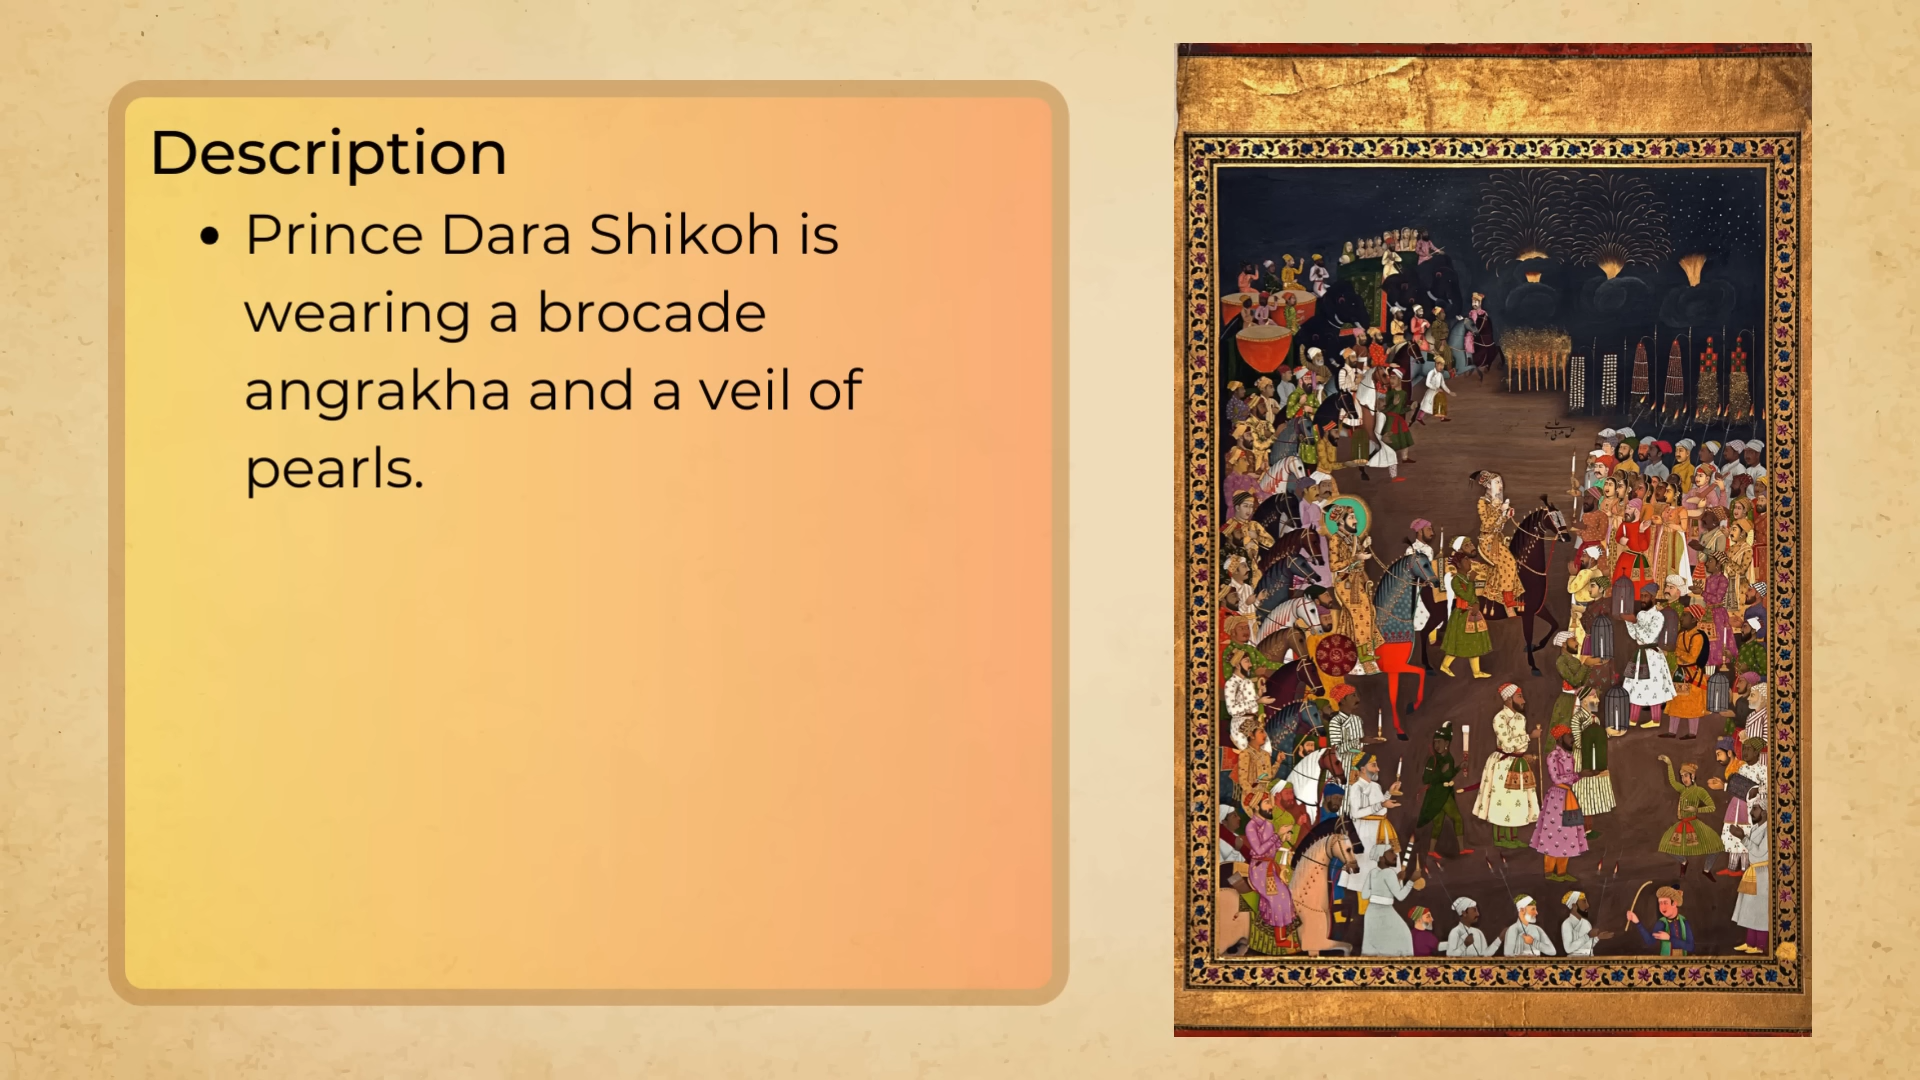 Description
• Prince Dara Shikoh is
wearing a brocade
angrakha and a veil of
pearls.